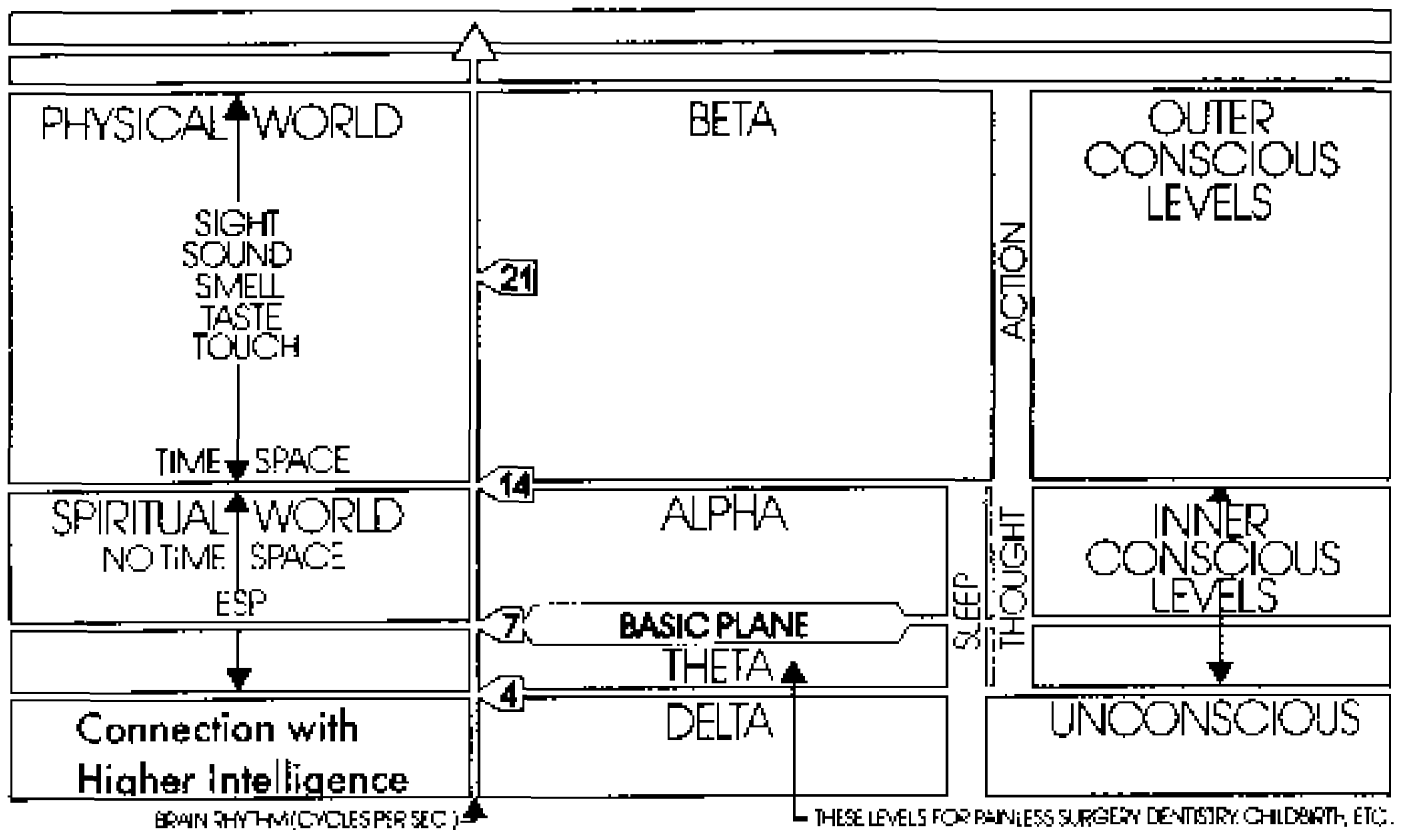 PHYSICAL WORLD
SIGHT
SOUND
SMELL
TASTE
TOUCH
TIME SPACE
BETA
21
ACTION
OUTER
CONSCIOUS
LEVELS
14
SPIRITUAL WORLD
NO TIME SPACE
ESP
ALPHA
SLEEP
THOUGHT
INNER
CONSCIOUS
LEVELS
7
BASIC PLANE
THETA
4
Connection with
Higher Intelligence
DELTA
UNCONSCIOUS
BRAIN RHYTHM (CYCLES PER SEC.)
THESE LEVELS FOR PAINLESS SURGERY, DENTISTRY, CHILDBIRTH, ETC.